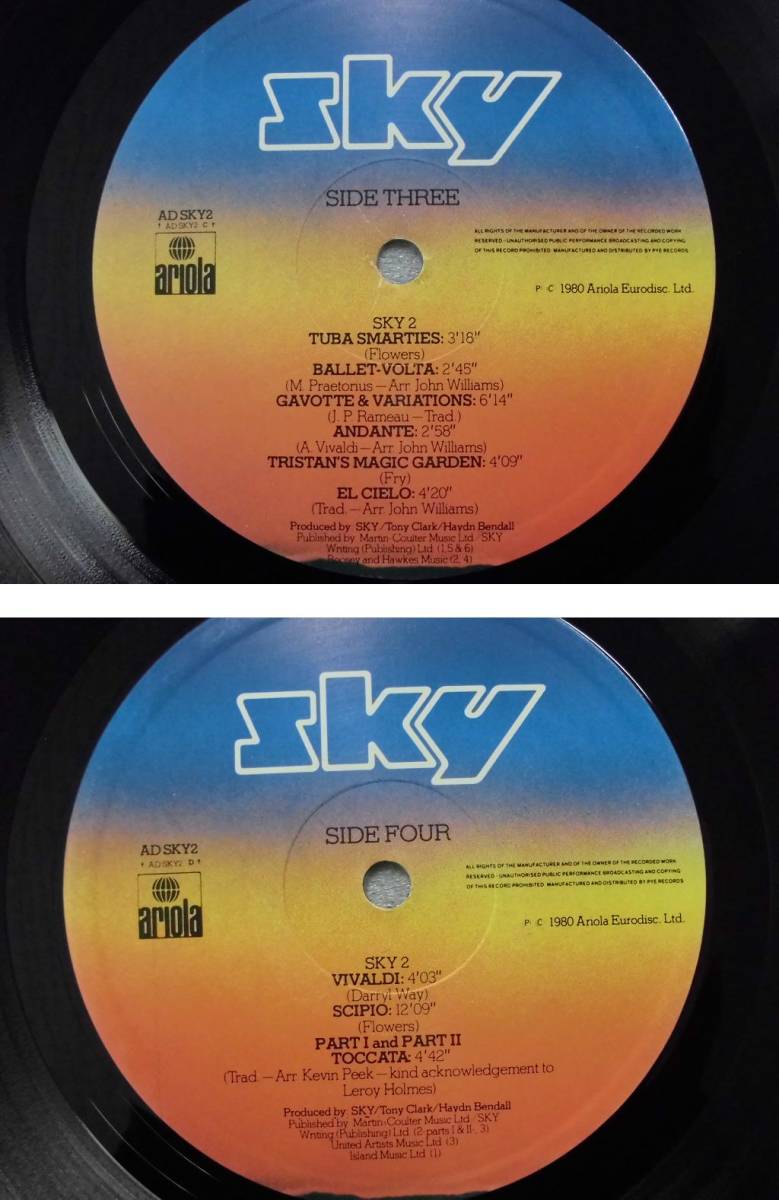 sky
SIDE THREE
AD SKY2
↑ AD SKY2 C ↑
ariola
ALL RIGHTS OF THE MANUFACTURER AND OF THE OWNER OF THE RECORDED WORK
RESERVED - UNAUTHORISED PUBLIC PERFORMANCE BROADCASTING AND COPYING
OF THIS RECORD PROHIBITED. MANUFACTURED AND DISTRIBUTED BY PYE RECORDS
P C 1980 Ariola Eurodisc. Ltd.
SKY 2
TUBA SMARTIES: 3'18"
(Flowers)
BALLET-VOLTA: 2'45"
(M. Praetorius — Arr. John Williams)
GAVOTTE & VARIATIONS: 6'14"
(J. P. Rameau — Trad.)
ANDANTE: 2'58"
(A. Vivaldi — Arr. John Williams)
TRISTAN'S MAGIC GARDEN: 4'09"
(Fry)
EL CIELO: 4'20"
(Trad. — Arr. John Williams)
Produced by SKY/Tony Clark/Haydn Bendall
Published by Martin-Coulter Music Ltd/SKY
Writing (Publishing) Ltd (1,5 & 6)
Boosey and Hawkes Music (2, 4)
sky
SIDE FOUR
AD SKY2
↑ AD SKY2 D ↑
ariola
ALL RIGHTS OF THE MANUFACTURER AND OF THE OWNER OF THE RECORDED WORK
RESERVED - UNAUTHORISED PUBLIC PERFORMANCE BROADCASTING AND COPYING
OF THIS RECORD PROHIBITED. MANUFACTURED AND DISTRIBUTED BY PYE RECORDS
P C 1980 Ariola Eurodisc. Ltd.
SKY 2
VIVALDI: 4'03"
(Darryl Way)
SCIPIO: 12'09"
(Flowers)
PART I and PART II
TOCCATA: 4'42"
(Trad. — Arr. Kevin Peek — kind acknowledgement to
Leroy Holmes)
Produced by SKY/Tony Clark/Haydn Bendall
Published by Martin-Coulter Music Ltd/SKY
Writing (Publishing) Ltd (2-parts I & II-, 3)
United Artists Music Ltd (3)
Island Music Ltd (1)